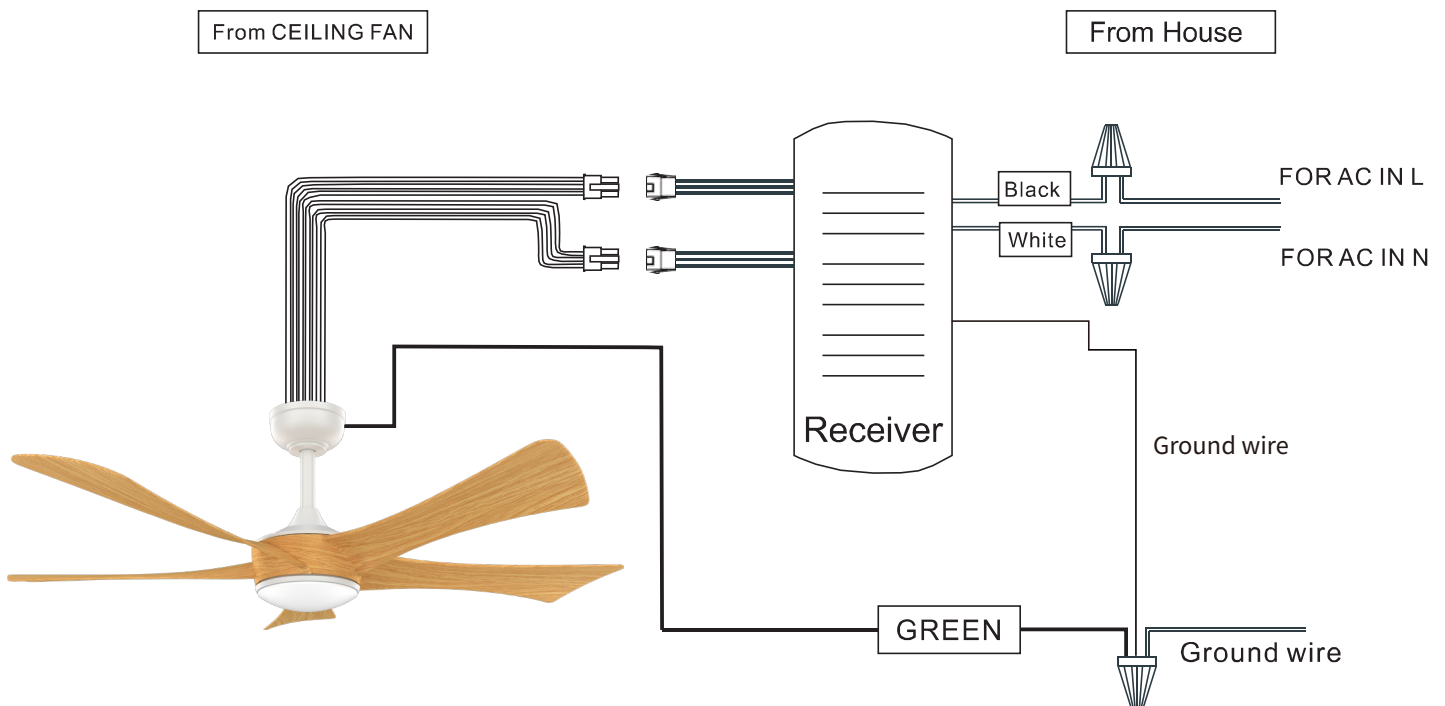 From CEILING FAN
From House
Black
FOR AC IN L
White
FOR AC IN N
Receiver
Ground wire
GREEN
Ground wire